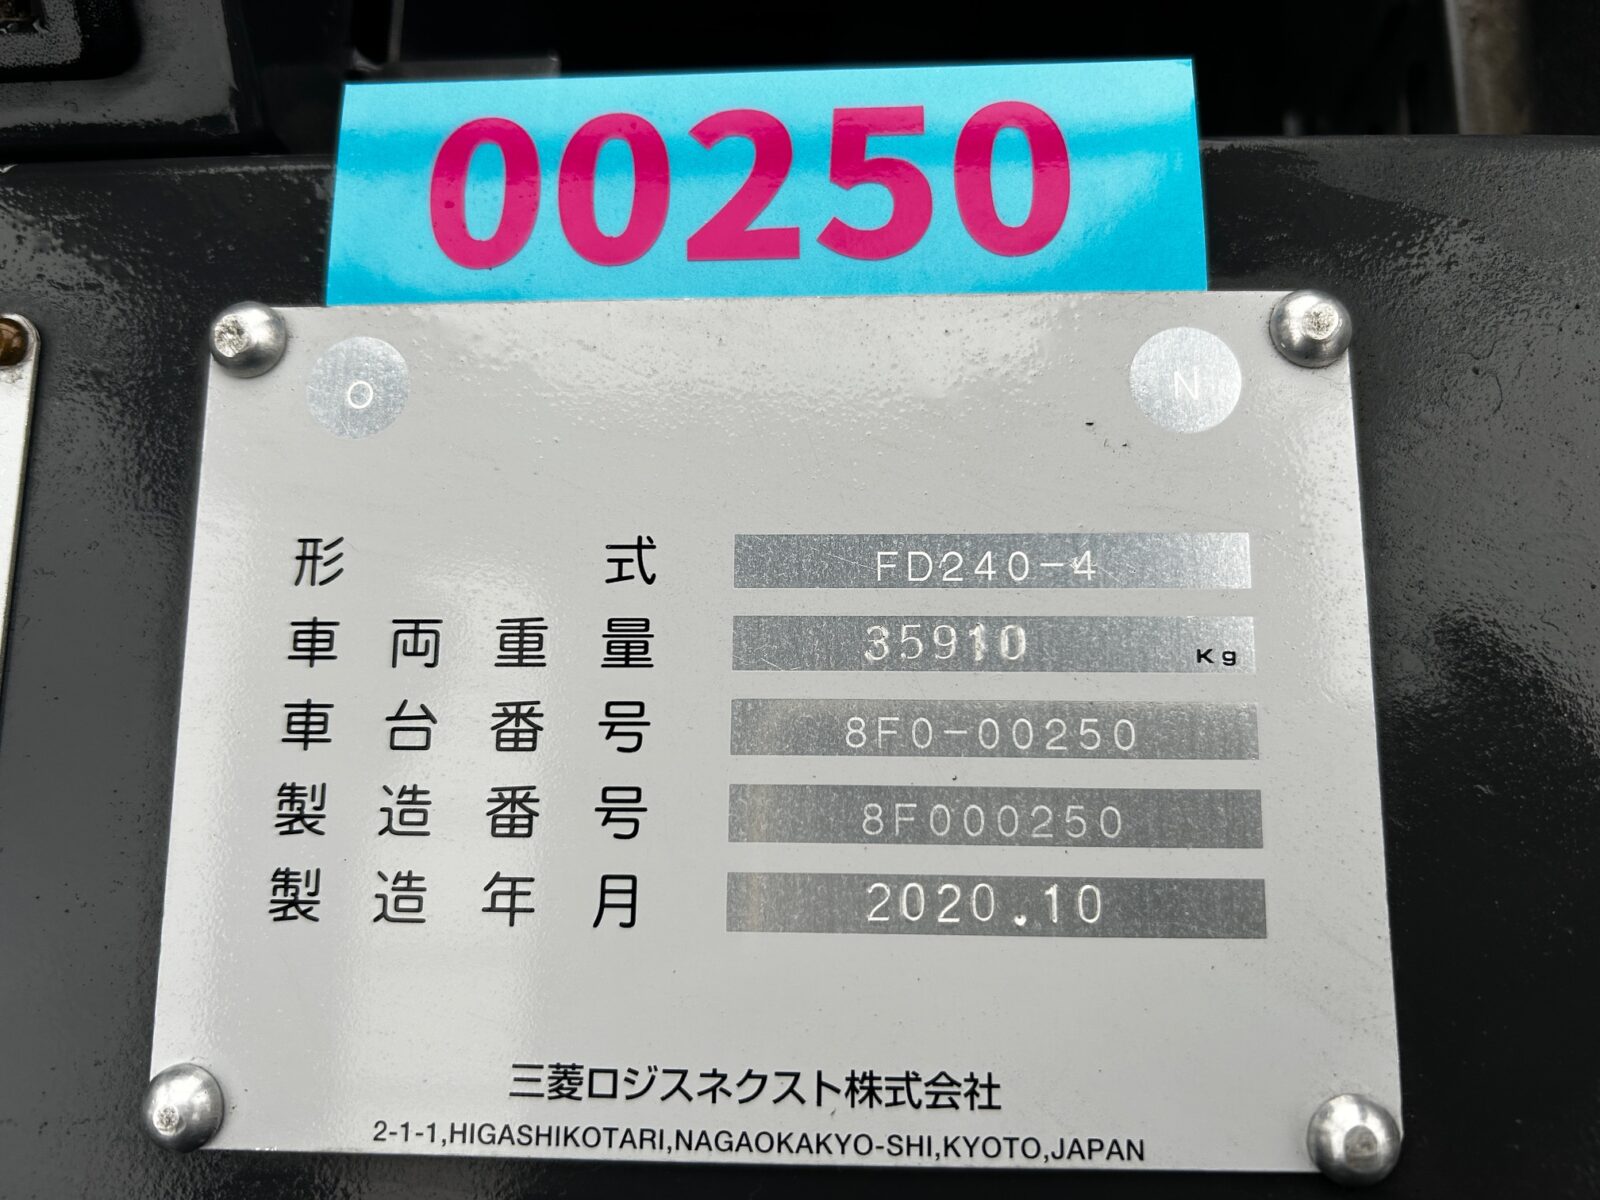 00250
O N
形式 FD240-4
車両重量 35910 Kg
車台番号 8F0-00250
製造番号 8F000250
製造年月 2020.10
三菱ロジスネクスト株式会社
2-1-1,HIGASHIKOTARI,NAGAOKAKYO-SHI,KYOTO,JAPAN